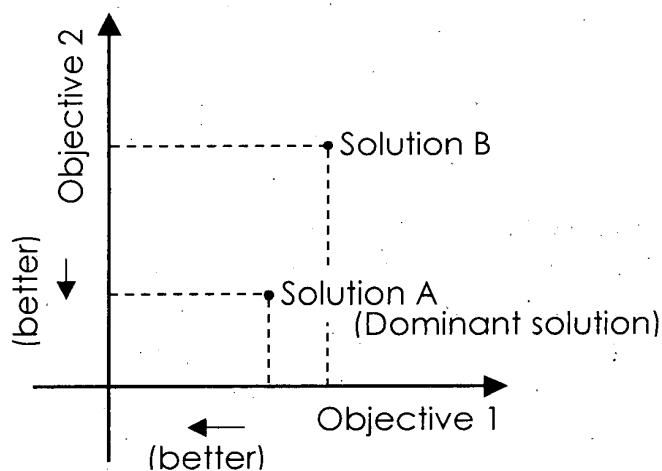 Objective 2
(better)
Solution B
Solution A
(Dominant solution)
Objective 1
(better)